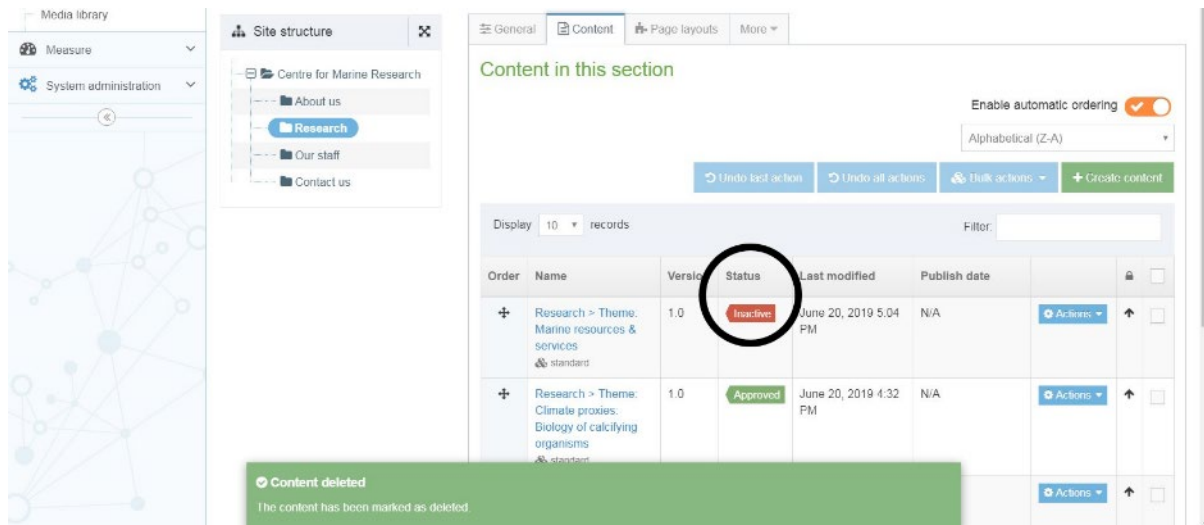 Media library
Measure
System administration
Site structure
Centre for Marine Research
About us
Research
Our staff
Contact us
General
Content
Page layouts
More
Content in this section
Enable automatic ordering
Alphabetical (Z-A)
Undo last action
Undo all actions
Bulk actions
+ Create content
Display 10 records
Filter:
Order Name Version Status Last modified Publish date
Research > Theme: 1.0 Inactive June 20, 2019 5.04 N/A Actions
Marine resources & PM
services
standard
Research > Theme: 1.0 Approved June 20, 2019 4:32 N/A Actions
Climate proxies: PM
Biology of calcifying
organisms
standard
Actions
Content deleted
The content has been marked as deleted.